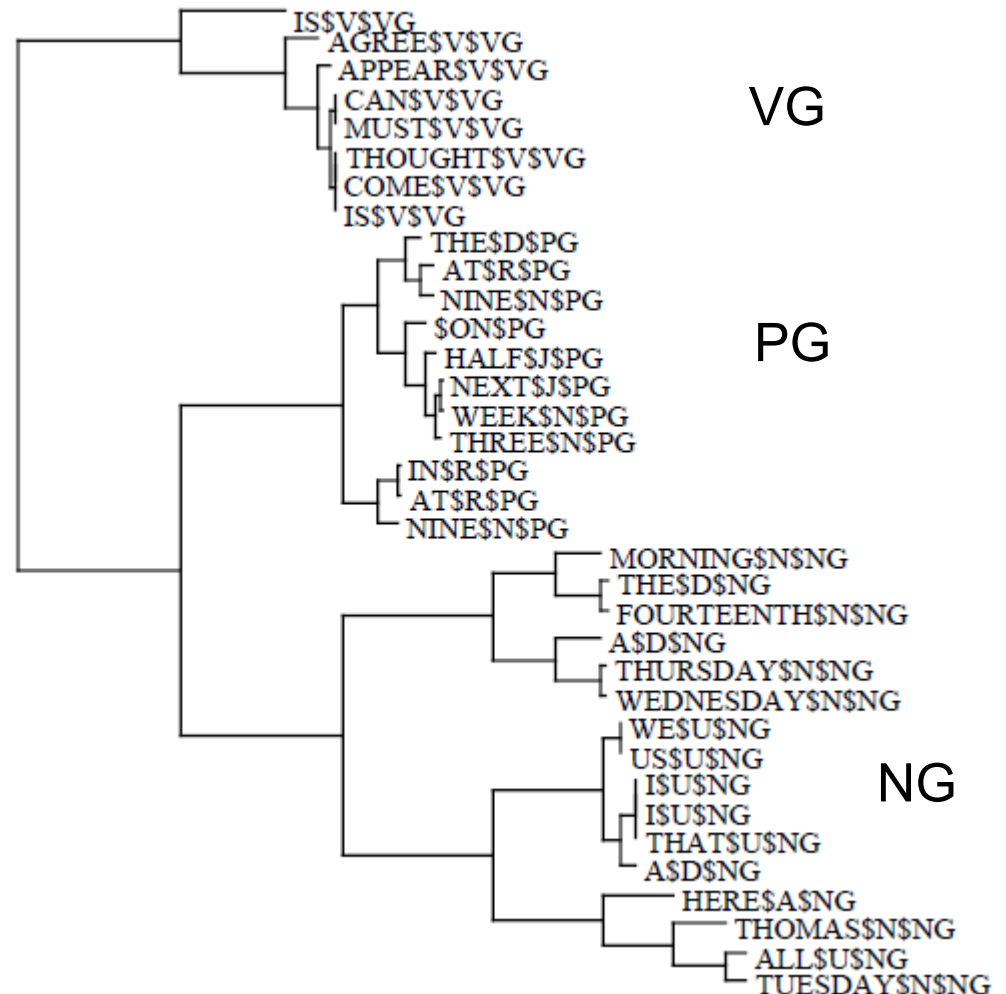 IS$V$VG
AGREE$V$VG
APPEAR$V$VG
CAN$V$VG
MUST$V$VG
THOUGHT$V$VG
COME$V$VG
IS$V$VG
VG
THE$D$PG
AT$R$PG
NINE$N$PG
$ON$PG
HALF$J$PG
NEXT$J$PG
WEEK$N$PG
THREE$N$PG
IN$R$PG
AT$R$PG
NINE$N$PG
PG
MORNING$N$NG
THE$D$NG
FOURTEENTH$N$NG
A$D$NG
THURSDAY$N$NG
WEDNESDAY$N$NG
WE$U$NG
US$U$NG
I$U$NG
I$U$NG
THAT$U$NG
A$D$NG
HERE$A$NG
THOMAS$N$NG
ALL$U$NG
TUESDAY$N$NG
NG